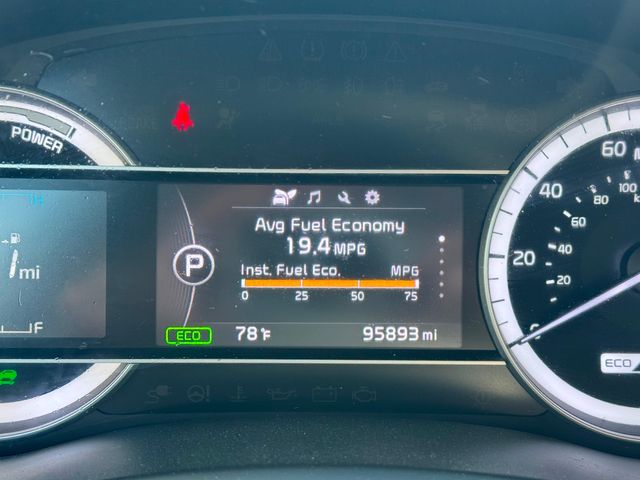 POWER
mi
F
Avg Fuel Economy
19.4 MPG
Inst. Fuel Eco. MPG
0 25 50 75
P
ECO 78°F 95893 mi
60
40
20
0
100
80
60
40
20
ECO